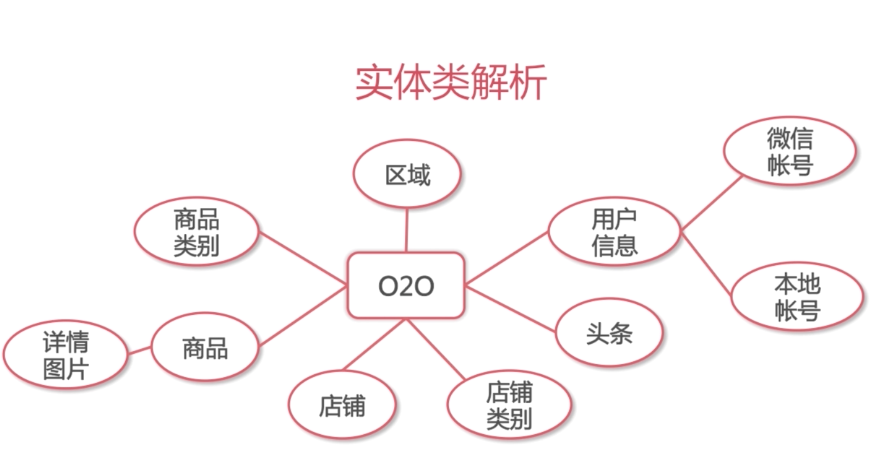 实体类解析
微信
帐号
区域
商品
类别
用户
信息
O2O
本地
帐号
头条
详情
图片
商品
店铺
店铺
类别